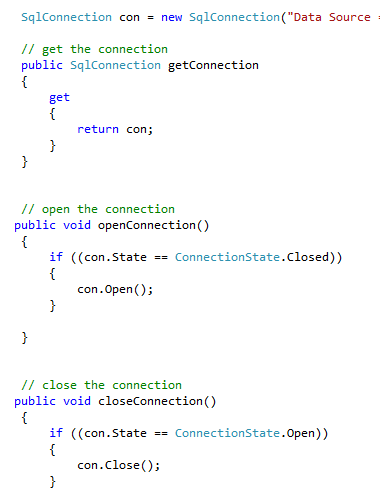 SqlConnection con = new SqlConnection("Data Source =
// get the connection
public SqlConnection getConnection
{
get
{
return con;
}
}
// open the connection
public void openConnection()
{
if ((con.State == ConnectionState.Closed))
{
con.Open();
}
}
// close the connection
public void closeConnection()
{
if ((con.State == ConnectionState.Open))
{
con.Close();
}